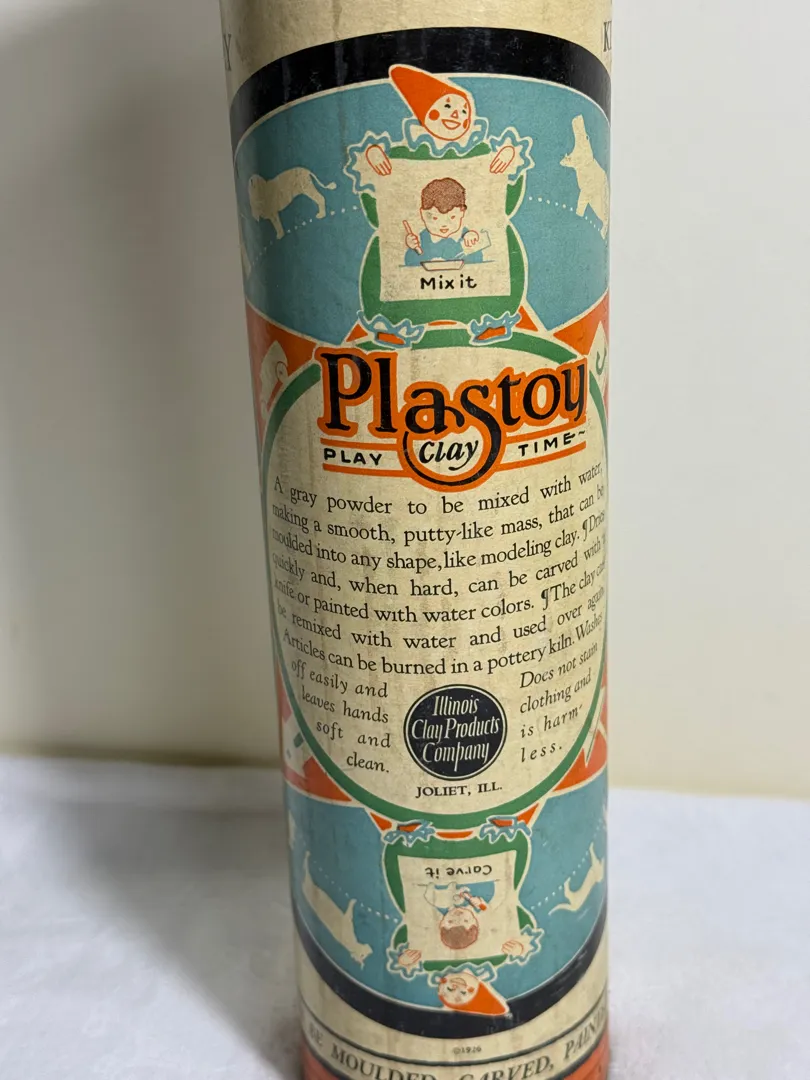 Mix it
Plastoy
PLAY Clay TIME~
A gray powder to be mixed with water,
making a smooth, putty-like mass, that can be
moulded into any shape, like modeling clay. ¶Dries
quickly and, when hard, can be carved with
knife or painted with water colors. ¶The clay can
be remixed with water and used over again
Articles can be burned in a pottery kiln. Washes
off easily and
leaves hands
soft and
clean.
Does not stain
clothing and
is harm-
less.
Illinois
Clay Products
Company
JOLIET, ILL.
Carve it
©1926
BE MOULDED, CARVED, PAINTE